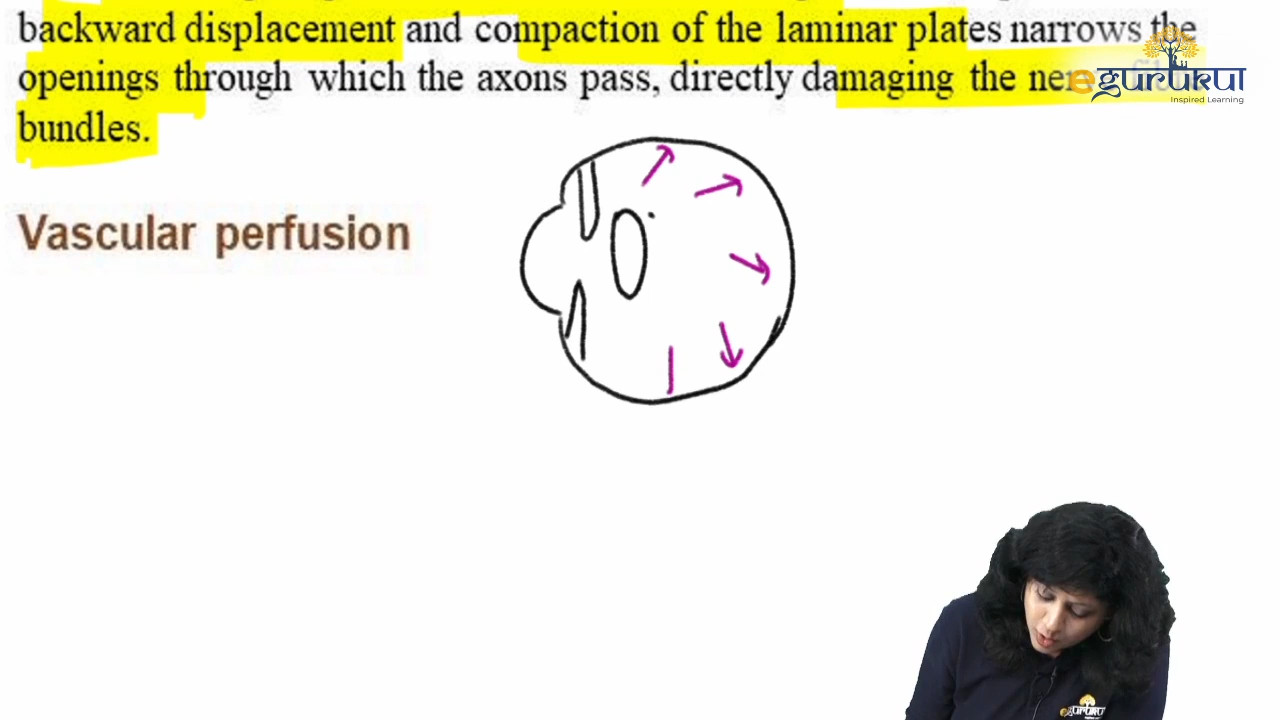 backward displacement and compaction of the laminar plates narrows the
openings through which the axons pass, directly damaging the
bundles.
eGURUKUL
Inspired Learning
Vascular perfusion
eGURUKUL